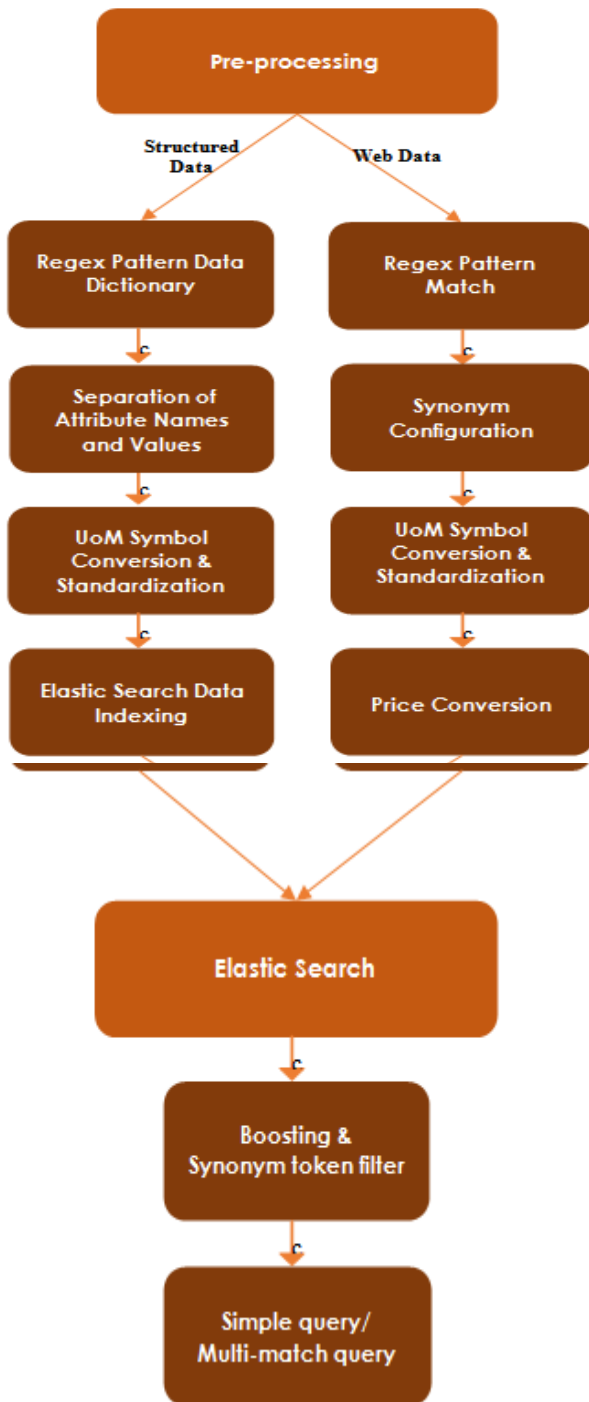 Pre-processing
Structured
Data
Web Data
Regex Pattern Data
Dictionary
Regex Pattern
Match
c
c
Separation of
Attribute Names
and Values
Synonym
Configuration
c
c
UoM Symbol
Conversion &
Standardization
UoM Symbol
Conversion &
Standardization
c
c
Elastic Search Data
Indexing
Price Conversion
Elastic Search
c
Boosting &
Synonym token filter
c
Simple query/
Multi-match query